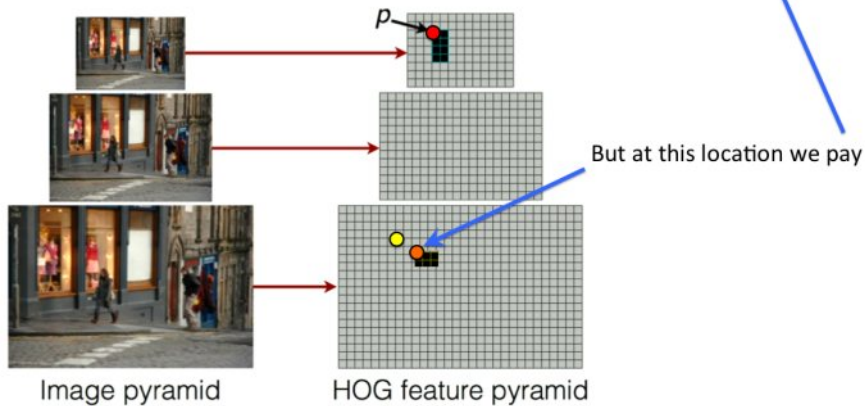 p
But at this location we pay
Image pyramid
HOG feature pyramid